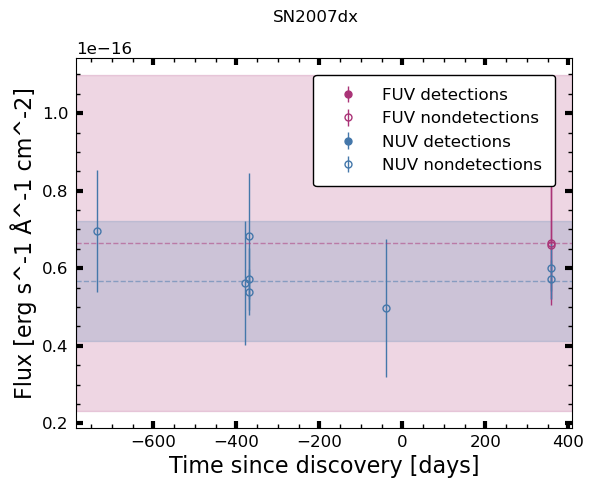 SN2007dx
1e−16
Flux [erg s^-1 Å^-1 cm^-2]
1.0
0.8
0.6
0.4
0.2
FUV detections
FUV nondetections
NUV detections
NUV nondetections
−600 −400 −200 0 200 400
Time since discovery [days]